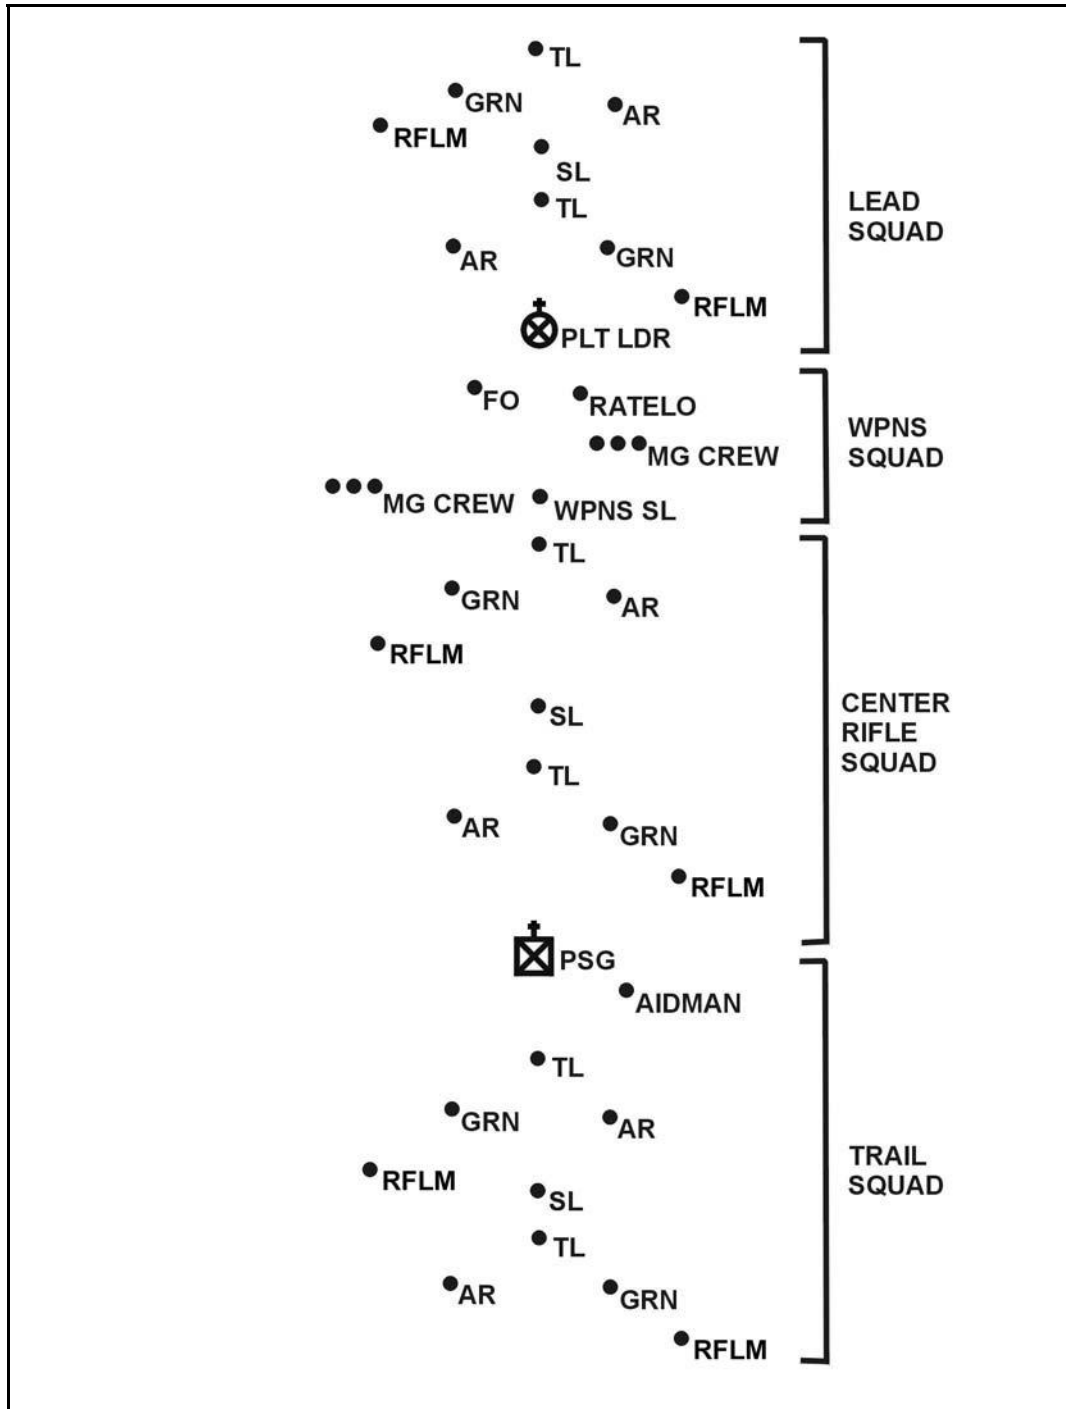 TL
GRN
AR
RFLM
SL
TL
AR
GRN
RFLM
PLT LDR
LEAD
SQUAD
FO
RATELO
MG CREW
MG CREW
WPNS SL
WPNS
SQUAD
TL
GRN
AR
RFLM
SL
TL
AR
GRN
RFLM
CENTER
RIFLE
SQUAD
PSG
AIDMAN
TL
GRN
AR
RFLM
SL
TL
AR
GRN
RFLM
TRAIL
SQUAD